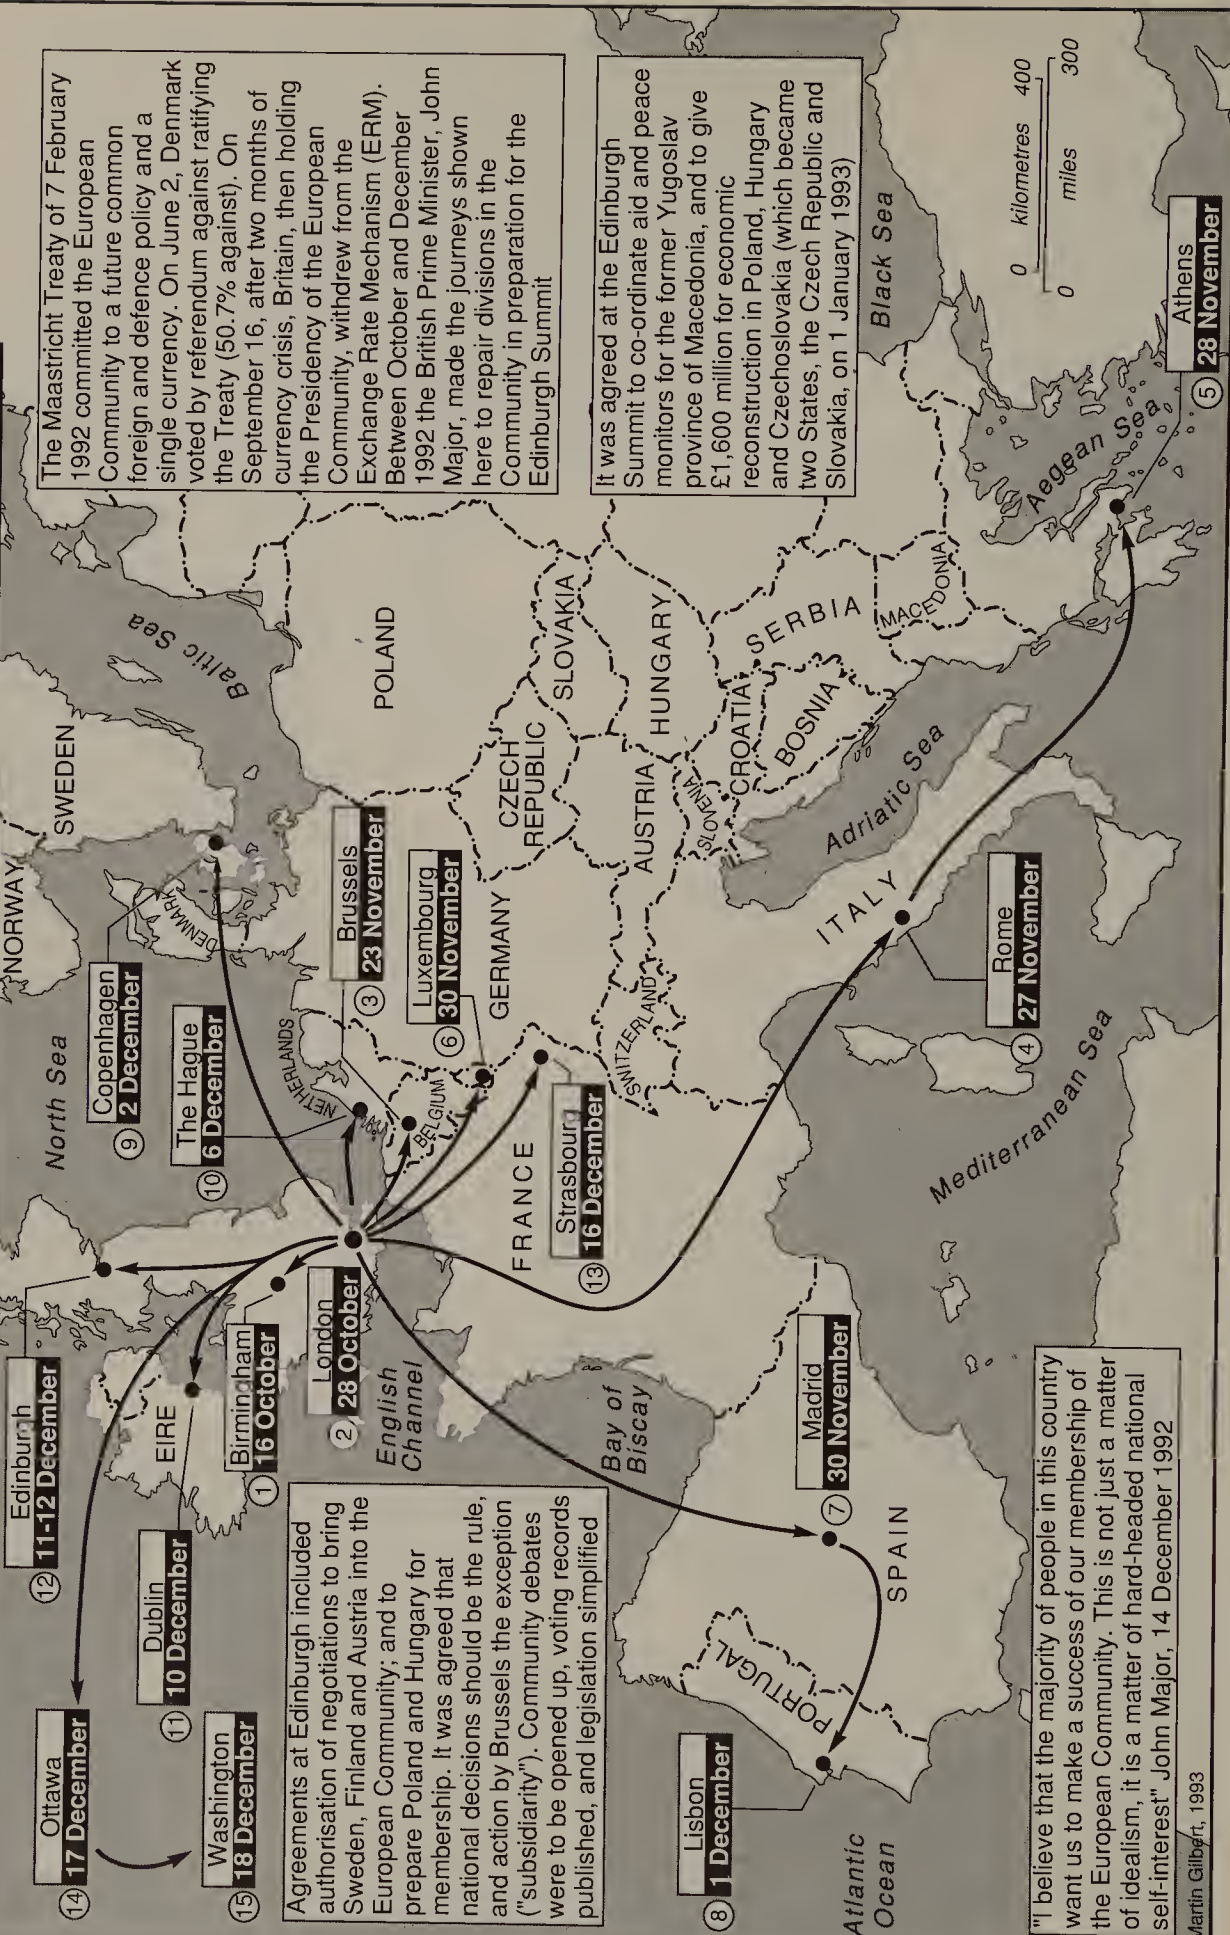 Ottawa
14 17 December
Washington
15 18 December
Edinburgh
12 11-12 December
Dublin
11 10 December
EIRE
Birmingham
1 16 October
London
2 28 October
English
Channel
North Sea
Copenhagen
9 2 December
The Hague
10 6 December
NORWAY
SWEDEN
DENMARK
Baltic Sea
Brussels
3 23 November
Luxembourg
6 30 November
NETHERLANDS
BELGIUM
GERMANY
POLAND
CZECH
REPUBLIC
SLOVAKIA
AUSTRIA
HUNGARY
SWITZERLAND
SLOVENIA
CROATIA
BOSNIA
SERBIA
MACEDONIA
FRANCE
Strasbourg
13 16 December
Bay of
Biscay
Madrid
7 30 November
SPAIN
PORTUGAL
Lisbon
8 1 December
Atlantic
Ocean
ITALY
Rome
4 27 November
Adriatic Sea
Mediterranean Sea
Aegean Sea
Black Sea
Athens
5 28 November
0 kilometres 400
0 miles 300
The Maastricht Treaty of 7 February
1992 committed the European
Community to a future common
foreign and defence policy and a
single currency. On June 2, Denmark
voted by referendum against ratifying
the Treaty (50.7% against). On
September 16, after two months of
currency crisis, Britain, then holding
the Presidency of the European
Community, withdrew from the
Exchange Rate Mechanism (ERM).
Between October and December
1992 the British Prime Minister, John
Major, made the journeys shown
here to repair divisions in the
Community in preparation for the
Edinburgh Summit
It was agreed at the Edinburgh
Summit to co-ordinate aid and peace
monitors for the former Yugoslav
province of Macedonia, and to give
£1,600 million for economic
reconstruction in Poland, Hungary
and Czechoslovakia (which became
two States, the Czech Republic and
Slovakia, on 1 January 1993)
Agreements at Edinburgh included
authorisation of negotiations to bring
Sweden, Finland and Austria into the
European Community; and to
prepare Poland and Hungary for
membership. It was agreed that
national decisions should be the rule,
and action by Brussels the exception
("subsidiarity"). Community debates
were to be opened up, voting records
published, and legislation simplified
"I believe that the majority of people in this country
want us to make a success of our membership of
the European Community. This is not just a matter
of idealism, it is a matter of hard-headed national
self-interest" John Major, 14 December 1992
Martin Gilbert, 1993